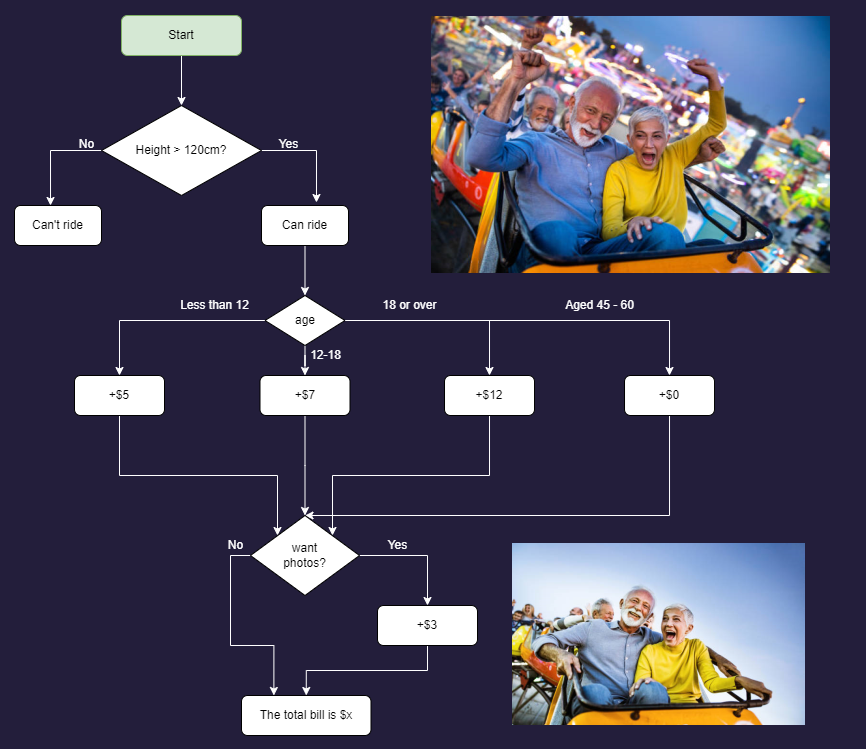 Start
Height > 120cm?
No
Yes
Can't ride
Can ride
Less than 12
age
18 or over
Aged 45 - 60
12-18
+$5
+$7
+$12
+$0
No
want
photos?
Yes
+$3
The total bill is $x